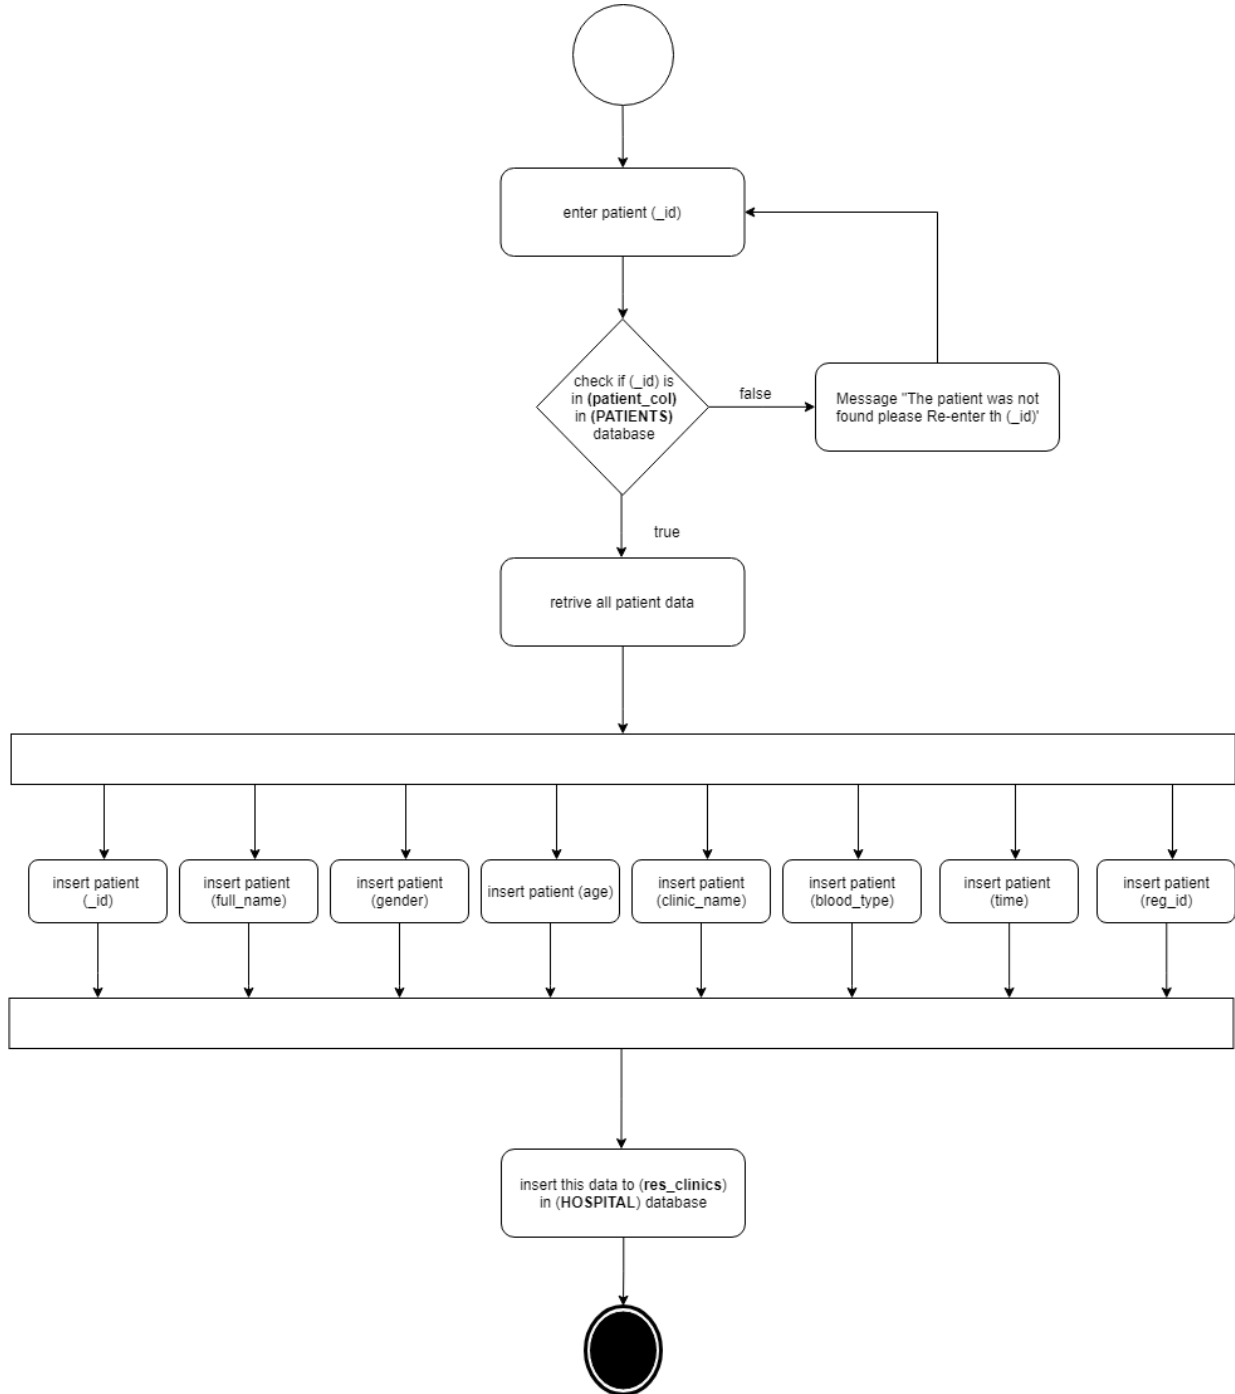 enter patient (_id)
check if (_id) is
in (patient_col)
in (PATIENTS)
database
false
Message "The patient was not
found please Re-enter th (_id)'
true
retrive all patient data
insert patient
(_id)
insert patient
(full_name)
insert patient
(gender)
insert patient (age)
insert patient
(clinic_name)
insert patient
(blood_type)
insert patient
(time)
insert patient
(reg_id)
insert this data to (res_clinics)
in (HOSPITAL) database